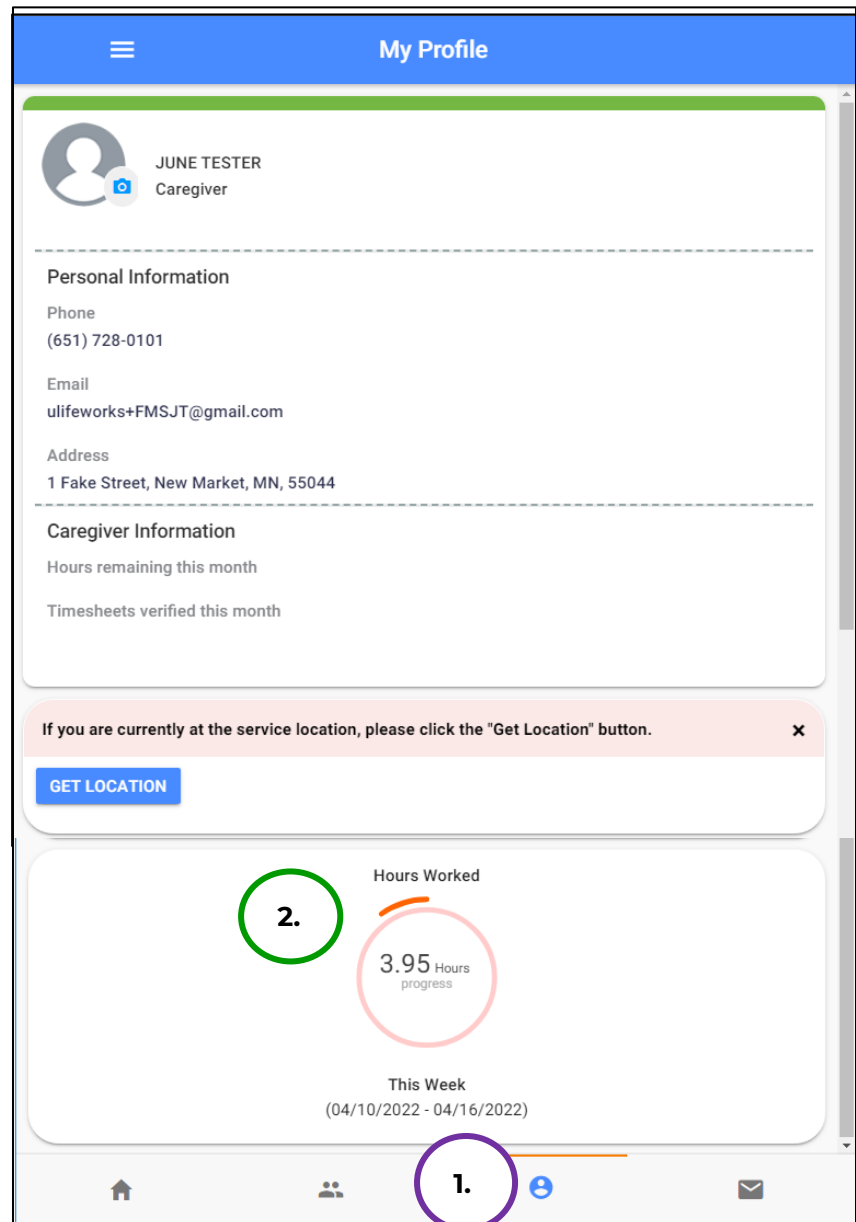 My Profile
JUNE TESTER
Caregiver
Personal Information
Phone
(651) 728-0101
Email
ulifeworks+FMSJT@gmail.com
Address
1 Fake Street, New Market, MN, 55044
Caregiver Information
Hours remaining this month
Timesheets verified this month
If you are currently at the service location, please click the "Get Location" button.
GET LOCATION
Hours Worked
2.
3.95 Hours
progress
This Week
(04/10/2022 - 04/16/2022)
1.